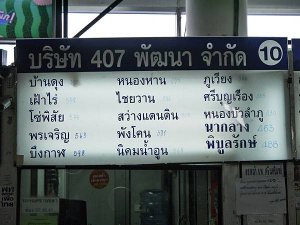 บริษัท 407 พัฒนา จำกัด 10
บ้านดุง หนองหาน ภูเวียง
เฝ้าไร่ ไชยวาน ศรีบุญเรือง
โซ่พิสัย สว่างแดนดิน หนองบัวลำภู
พรเจริญ พังโคน นากลาง
บึงกาฬ นิคมน้ำอูน พิบูลรักษ์